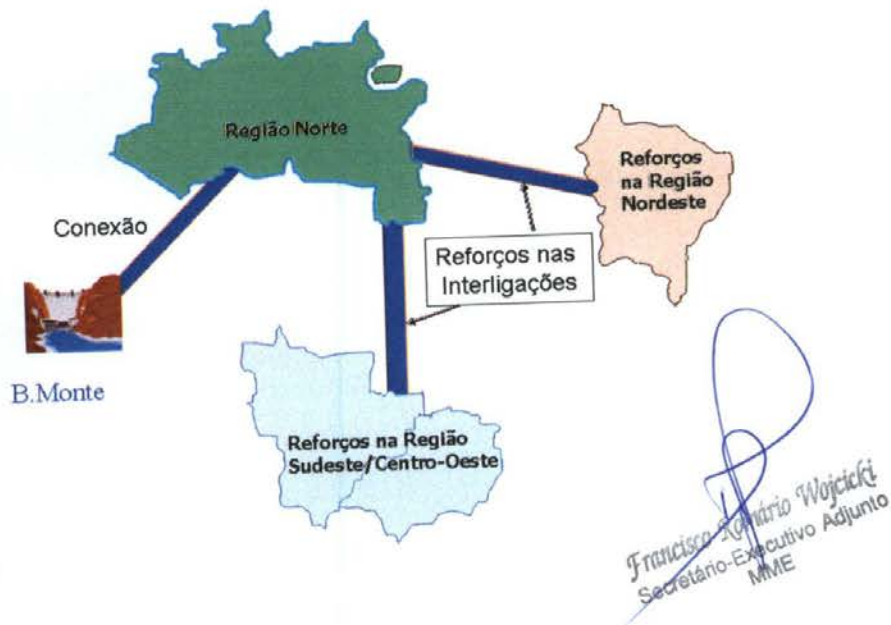 Região Norte
Reforços
na Região
Nordeste
Conexão
Reforços nas
Interligações
B.Monte
Reforços na Região
Sudeste/Centro-Oeste
Francisco Romário Wojcicki
Secretário-Executivo Adjunto
MME